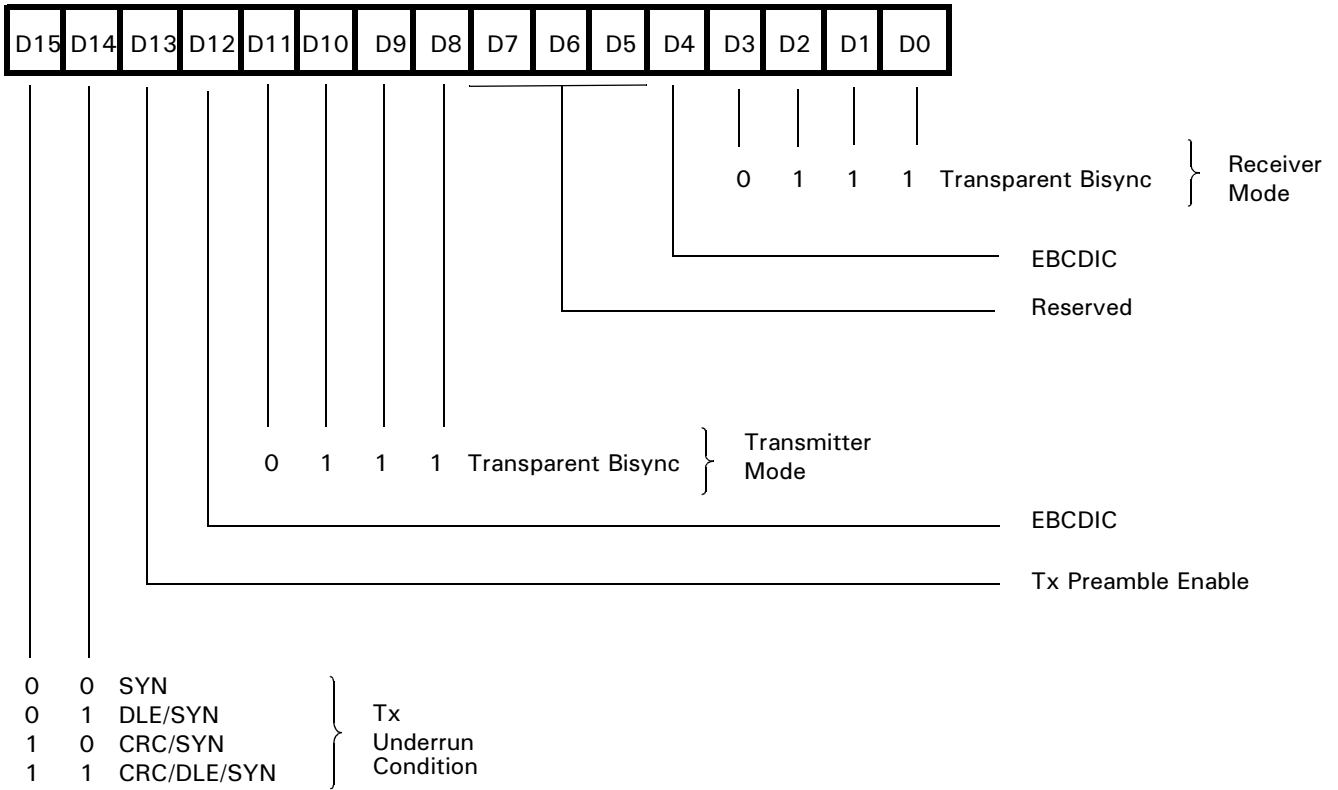 D15 D14 D13 D12 D11 D10 D9 D8 D7 D6 D5 D4 D3 D2 D1 D0
0 1 1 1 Transparent Bisync
Receiver
Mode
EBCDIC
Reserved
0 1 1 1 Transparent Bisync
Transmitter
Mode
EBCDIC
Tx Preamble Enable
0 0 SYN
0 1 DLE/SYN
1 0 CRC/SYN
1 1 CRC/DLE/SYN
Tx
Underrun
Condition